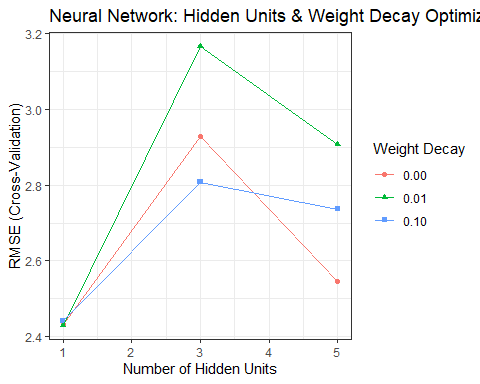 Neural Network: Hidden Units & Weight Decay Optimiz
3.2
3.0
2.8
2.6
2.4
RMSE (Cross-Validation)
1 2 3 4 5
Number of Hidden Units
Weight Decay
0.00
0.01
0.10